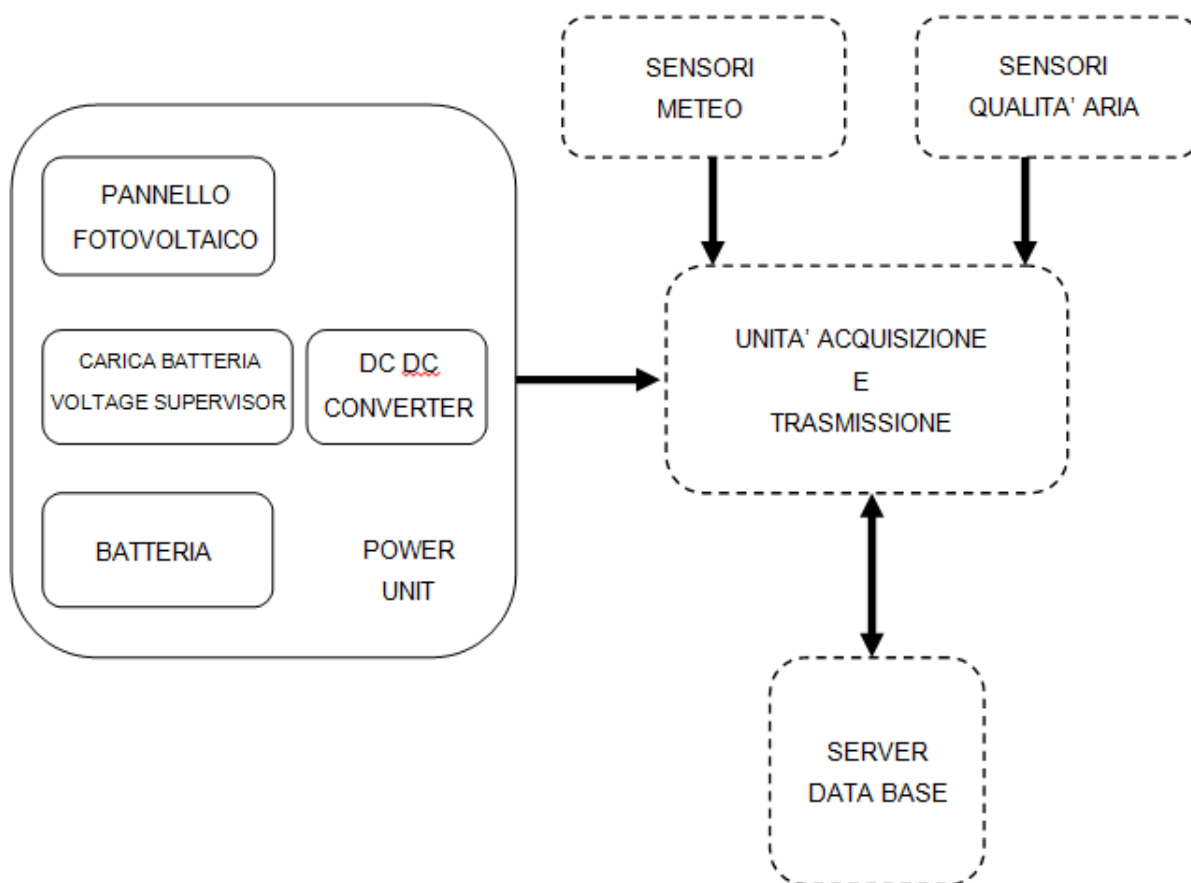 SENSORI
METEO
SENSORI
QUALITA’ ARIA
PANNELLO
FOTOVOLTAICO
CARICA BATTERIA
VOLTAGE SUPERVISOR
DC DC
CONVERTER
BATTERIA
POWER
UNIT
UNITA’ ACQUISIZIONE
E
TRASMISSIONE
SERVER
DATA BASE